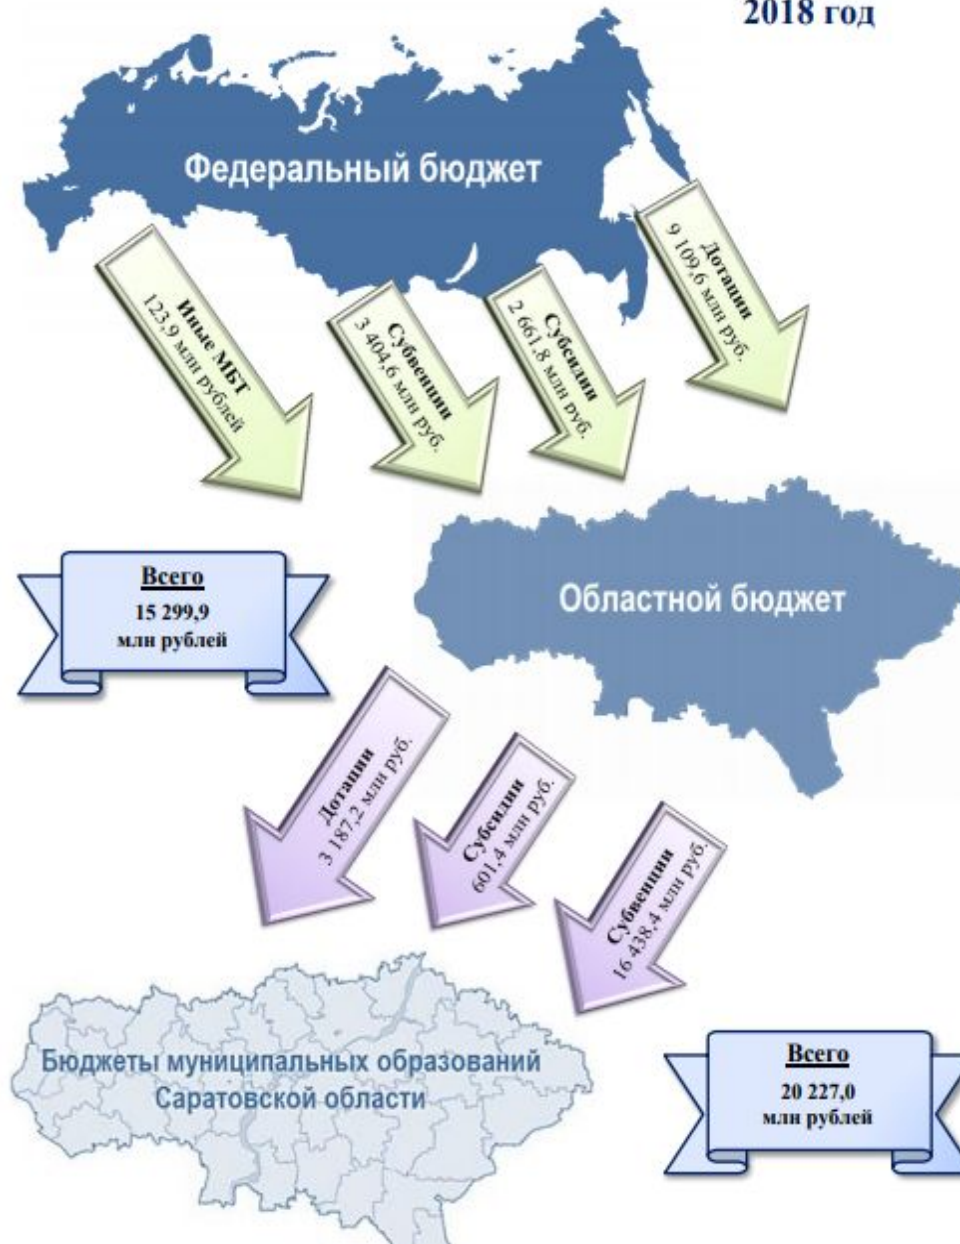 2018 год
Федеральный бюджет
Иные МБТ
123,9 млн рублей
Субвенции
3 404,6 млн руб.
Субсидии
2 661,8 млн руб.
Дотации
9 109,6 млн руб.
Областной бюджет
Всего
15 299,9
млн рублей
Дотации
3 187,2 млн руб.
Субсидии
601,4 млн руб.
Субвенции
16 438,4 млн руб.
Бюджеты муниципальных образований
Саратовской области
Всего
20 227,0
млн рублей